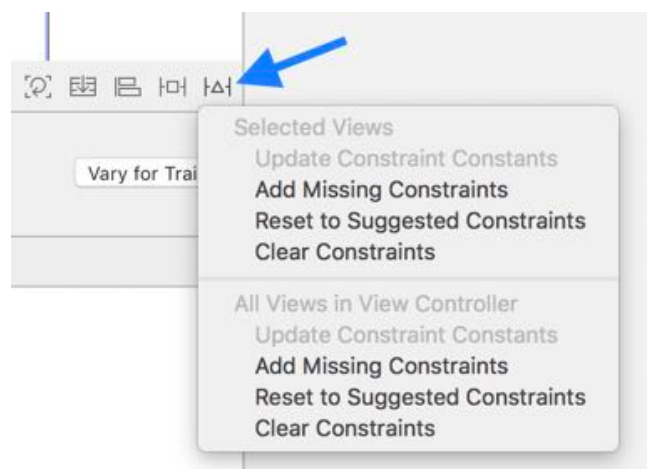 Vary for Trai
Selected Views
Update Constraint Constants
Add Missing Constraints
Reset to Suggested Constraints
Clear Constraints
All Views in View Controller
Update Constraint Constants
Add Missing Constraints
Reset to Suggested Constraints
Clear Constraints